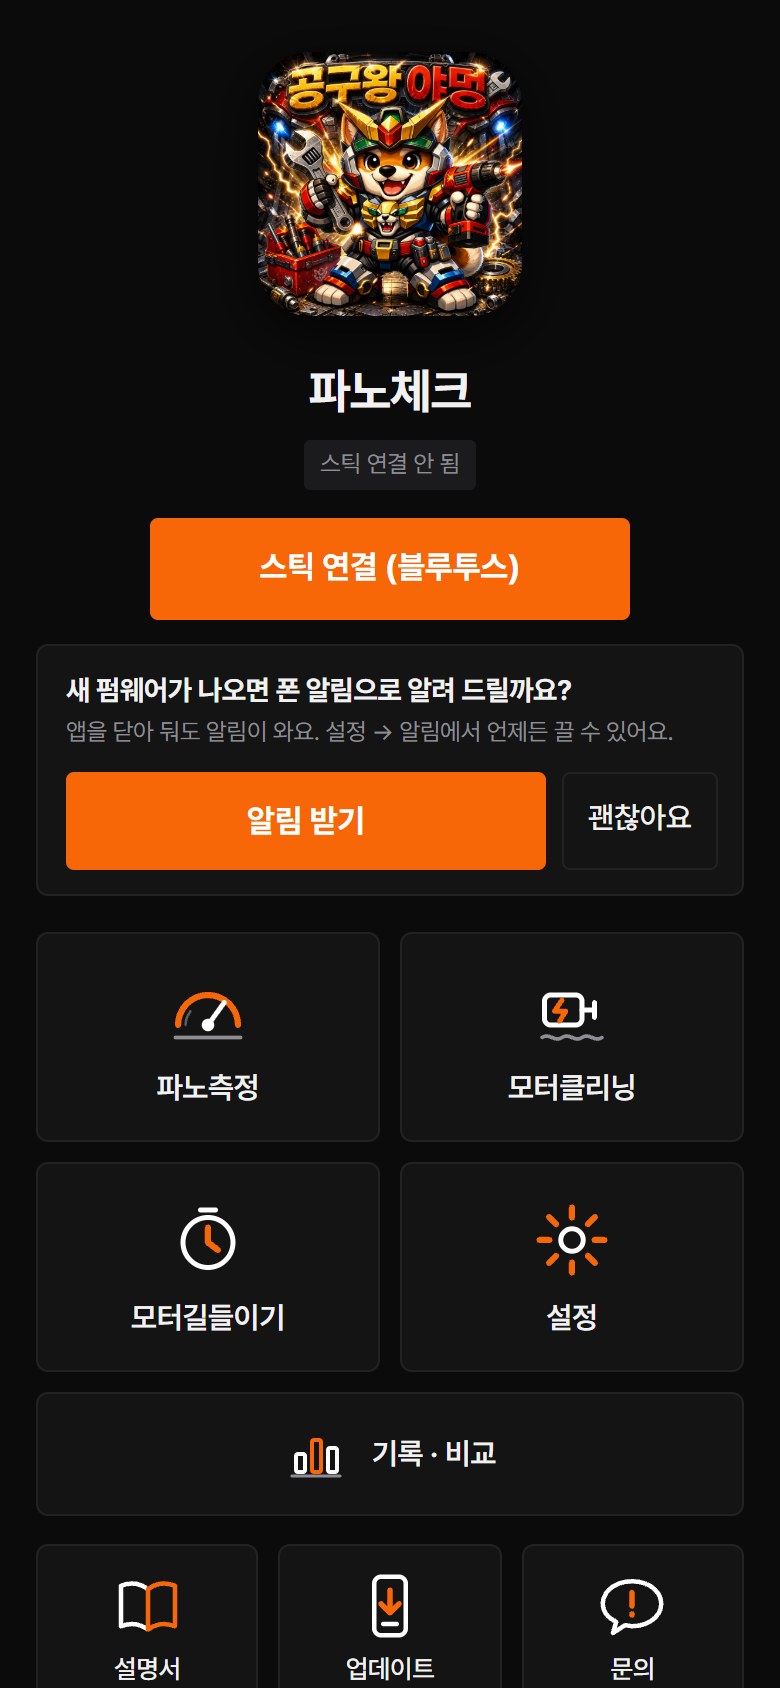 공구왕 야멍
파노체크
스틱 연결 안 됨
스틱 연결 (블루투스)
새 펌웨어가 나오면 폰 알림으로 알려 드릴까요?
앱을 닫아 둬도 알림이 와요. 설정 → 알림에서 언제든 끌 수 있어요.
알림 받기
괜찮아요
파노측정
모터클리닝
모터길들이기
설정
기록 · 비교
설명서
업데이트
문의